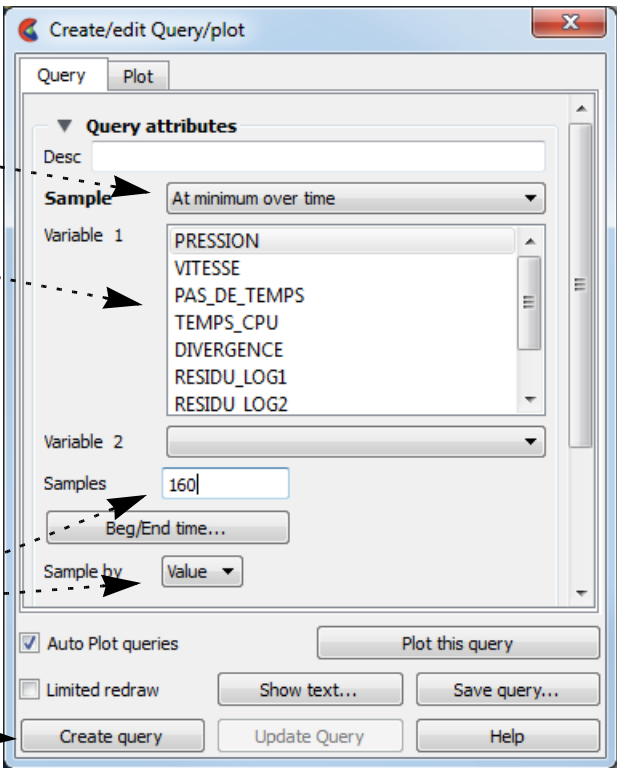 Create/edit Query/plot
Query Plot
Query attributes
Desc
Sample At minimum over time
Variable 1 PRESSION
VITESSE
PAS_DE_TEMPS
TEMPS_CPU
DIVERGENCE
RESIDU_LOG1
RESIDU_LOG2
Variable 2
Samples 160
Beg/End time...
Sample by Value
Auto Plot queries Plot this query
Limited redraw Show text... Save query...
Create query Update Query Help